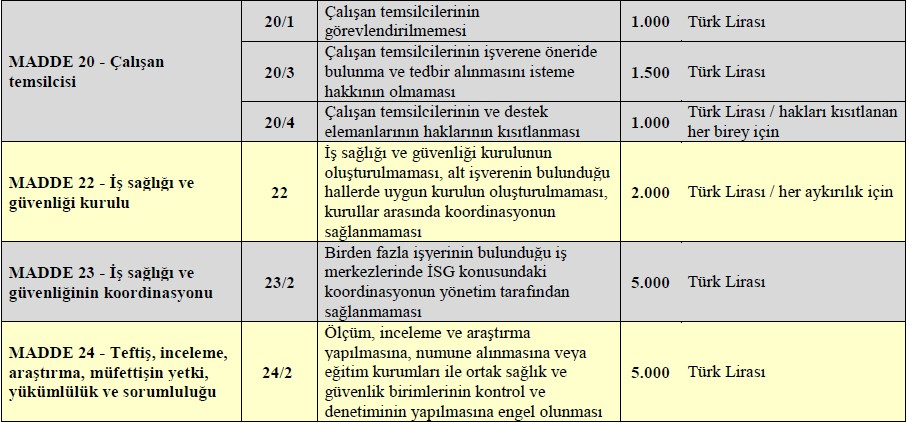 MADDE 20 - Çalışan
temsilcisi
20/1
Çalışan temsilcilerinin
görevlendirilmemesi
1.000
Türk Lirası
20/3
Çalışan temsilcilerinin işverene öneride
bulunma ve tedbir alınmasını isteme
hakkının olmaması
1.500
Türk Lirası
20/4
Çalışan temsilcilerinin ve destek
elemanlarının haklarının kısıtlanması
1.000
Türk Lirası / hakları kısıtlanan
her birey için
MADDE 22 - İş sağlığı ve
güvenliği kurulu
22
İş sağlığı ve güvenliği kurulunun
oluşturulmaması, alt işverenin bulunduğu
hallerde uygun kurulun oluşturulmaması,
kurullar arasında koordinasyonun
sağlanmaması
2.000
Türk Lirası / her aykırılık için
MADDE 23 - İş sağlığı ve
güvenliğinin koordinasyonu
23/2
Birden fazla işyerinin bulunduğu iş
merkezlerinde İSG konusundaki
koordinasyonun yönetim tarafından
sağlanmaması
5.000
Türk Lirası
MADDE 24 - Teftiş, inceleme,
araştırma, müfettişin yetki,
yükümlülük ve sorumluluğu
24/2
Ölçüm, inceleme ve araştırma
yapılmasına, numune alınmasına veya
eğitim kurumları ile ortak sağlık ve
güvenlik birimlerinin kontrol ve
denetiminin yapılmasına engel olunması
5.000
Türk Lirası